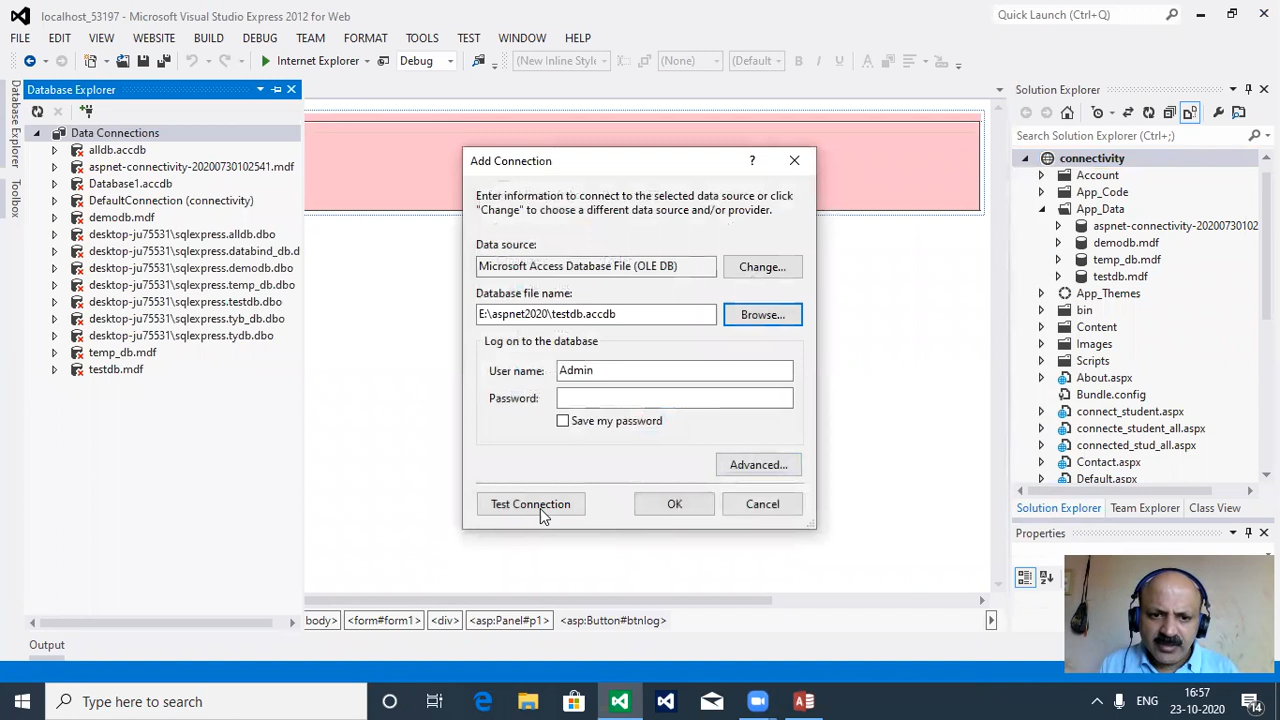 localhost_53197 - Microsoft Visual Studio Express 2012 for Web
Quick Launch (Ctrl+Q)
FILE EDIT VIEW WEBSITE BUILD DEBUG TEAM FORMAT TOOLS TEST WINDOW HELP
Internet Explorer Debug (New Inline Style (None) (Default B I U A
Database Explorer
Database Explorer
Toolbox
Data Connections
alldb.accdb
aspnet-connectivity-20200730102541.mdf
Database1.accdb
DefaultConnection (connectivity)
demodb.mdf
desktop-ju75531\sqlexpress.alldb.dbo
desktop-ju75531\sqlexpress.databind_db.d
desktop-ju75531\sqlexpress.demodb.dbo
desktop-ju75531\sqlexpress.temp_db.dbo
desktop-ju75531\sqlexpress.testdb.dbo
desktop-ju75531\sqlexpress.tyb_db.dbo
desktop-ju75531\sqlexpress.tydb.dbo
temp_db.mdf
testdb.mdf
Add Connection ?
Enter information to connect to the selected data source or click
"Change" to choose a different data source and/or provider.
Data source:
Microsoft Access Database File (OLE DB) Change...
Database file name:
E:\aspnet2020\testdb.accdb Browse...
Log on to the database
User name: Admin
Password:
Save my password
Advanced...
Test Connection OK Cancel
Solution Explorer
Search Solution Explorer (Ctrl+;)
connectivity
Account
App_Code
App_Data
aspnet-connectivity-2020073010
demodb.mdf
temp_db.mdf
testdb.mdf
App_Themes
bin
Content
Images
Scripts
About.aspx
Bundle.config
connect_student.aspx
connecte_student_all.aspx
connected_stud_all.aspx
Contact.aspx
Default.aspx
Solution Explorer Team Explorer Class View
Properties
body> <form#form1> <div> <asp:Panel#p1> <asp:Button#btnlog>
Output
Type here to search
ENG
16:57
23-10-2020
14